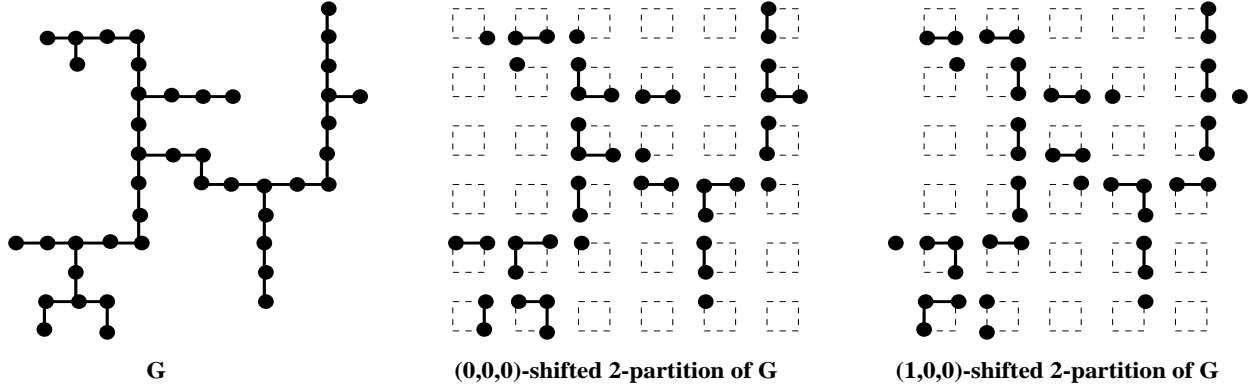 G
(0,0,0)-shifted 2-partition of G
(1,0,0)-shifted 2-partition of G